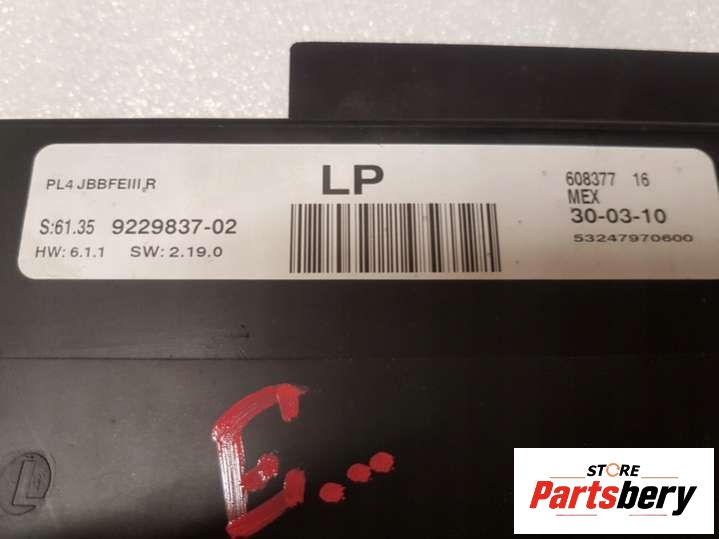 PL4 JBBFEIII,R
LP
608377 16
MEX
S:61.35 9229837-02
30-03-10
HW: 6.1.1 SW: 2.19.0
53247970600
E...
STORE
Partsbery